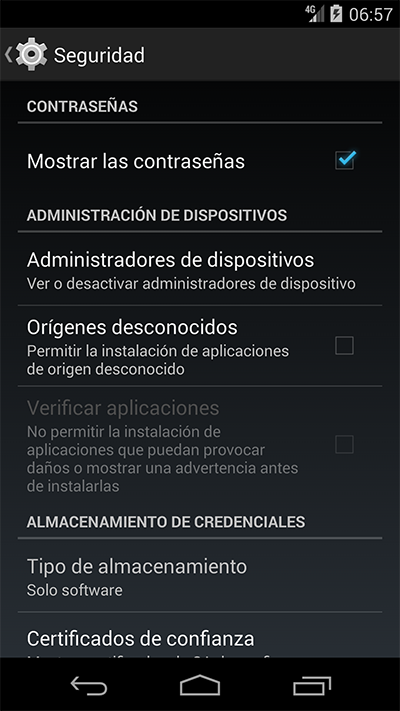 4G 06:57
Seguridad
CONTRASEÑAS
Mostrar las contraseñas
ADMINISTRACIÓN DE DISPOSITIVOS
Administradores de dispositivos
Ver o desactivar administradores de dispositivo
Orígenes desconocidos
Permitir la instalación de aplicaciones
de origen desconocido
Verificar aplicaciones
No permitir la instalación de
aplicaciones que puedan provocar
daños o mostrar una advertencia antes
de instalarlas
ALMACENAMIENTO DE CREDENCIALES
Tipo de almacenamiento
Solo software
Certificados de confianza